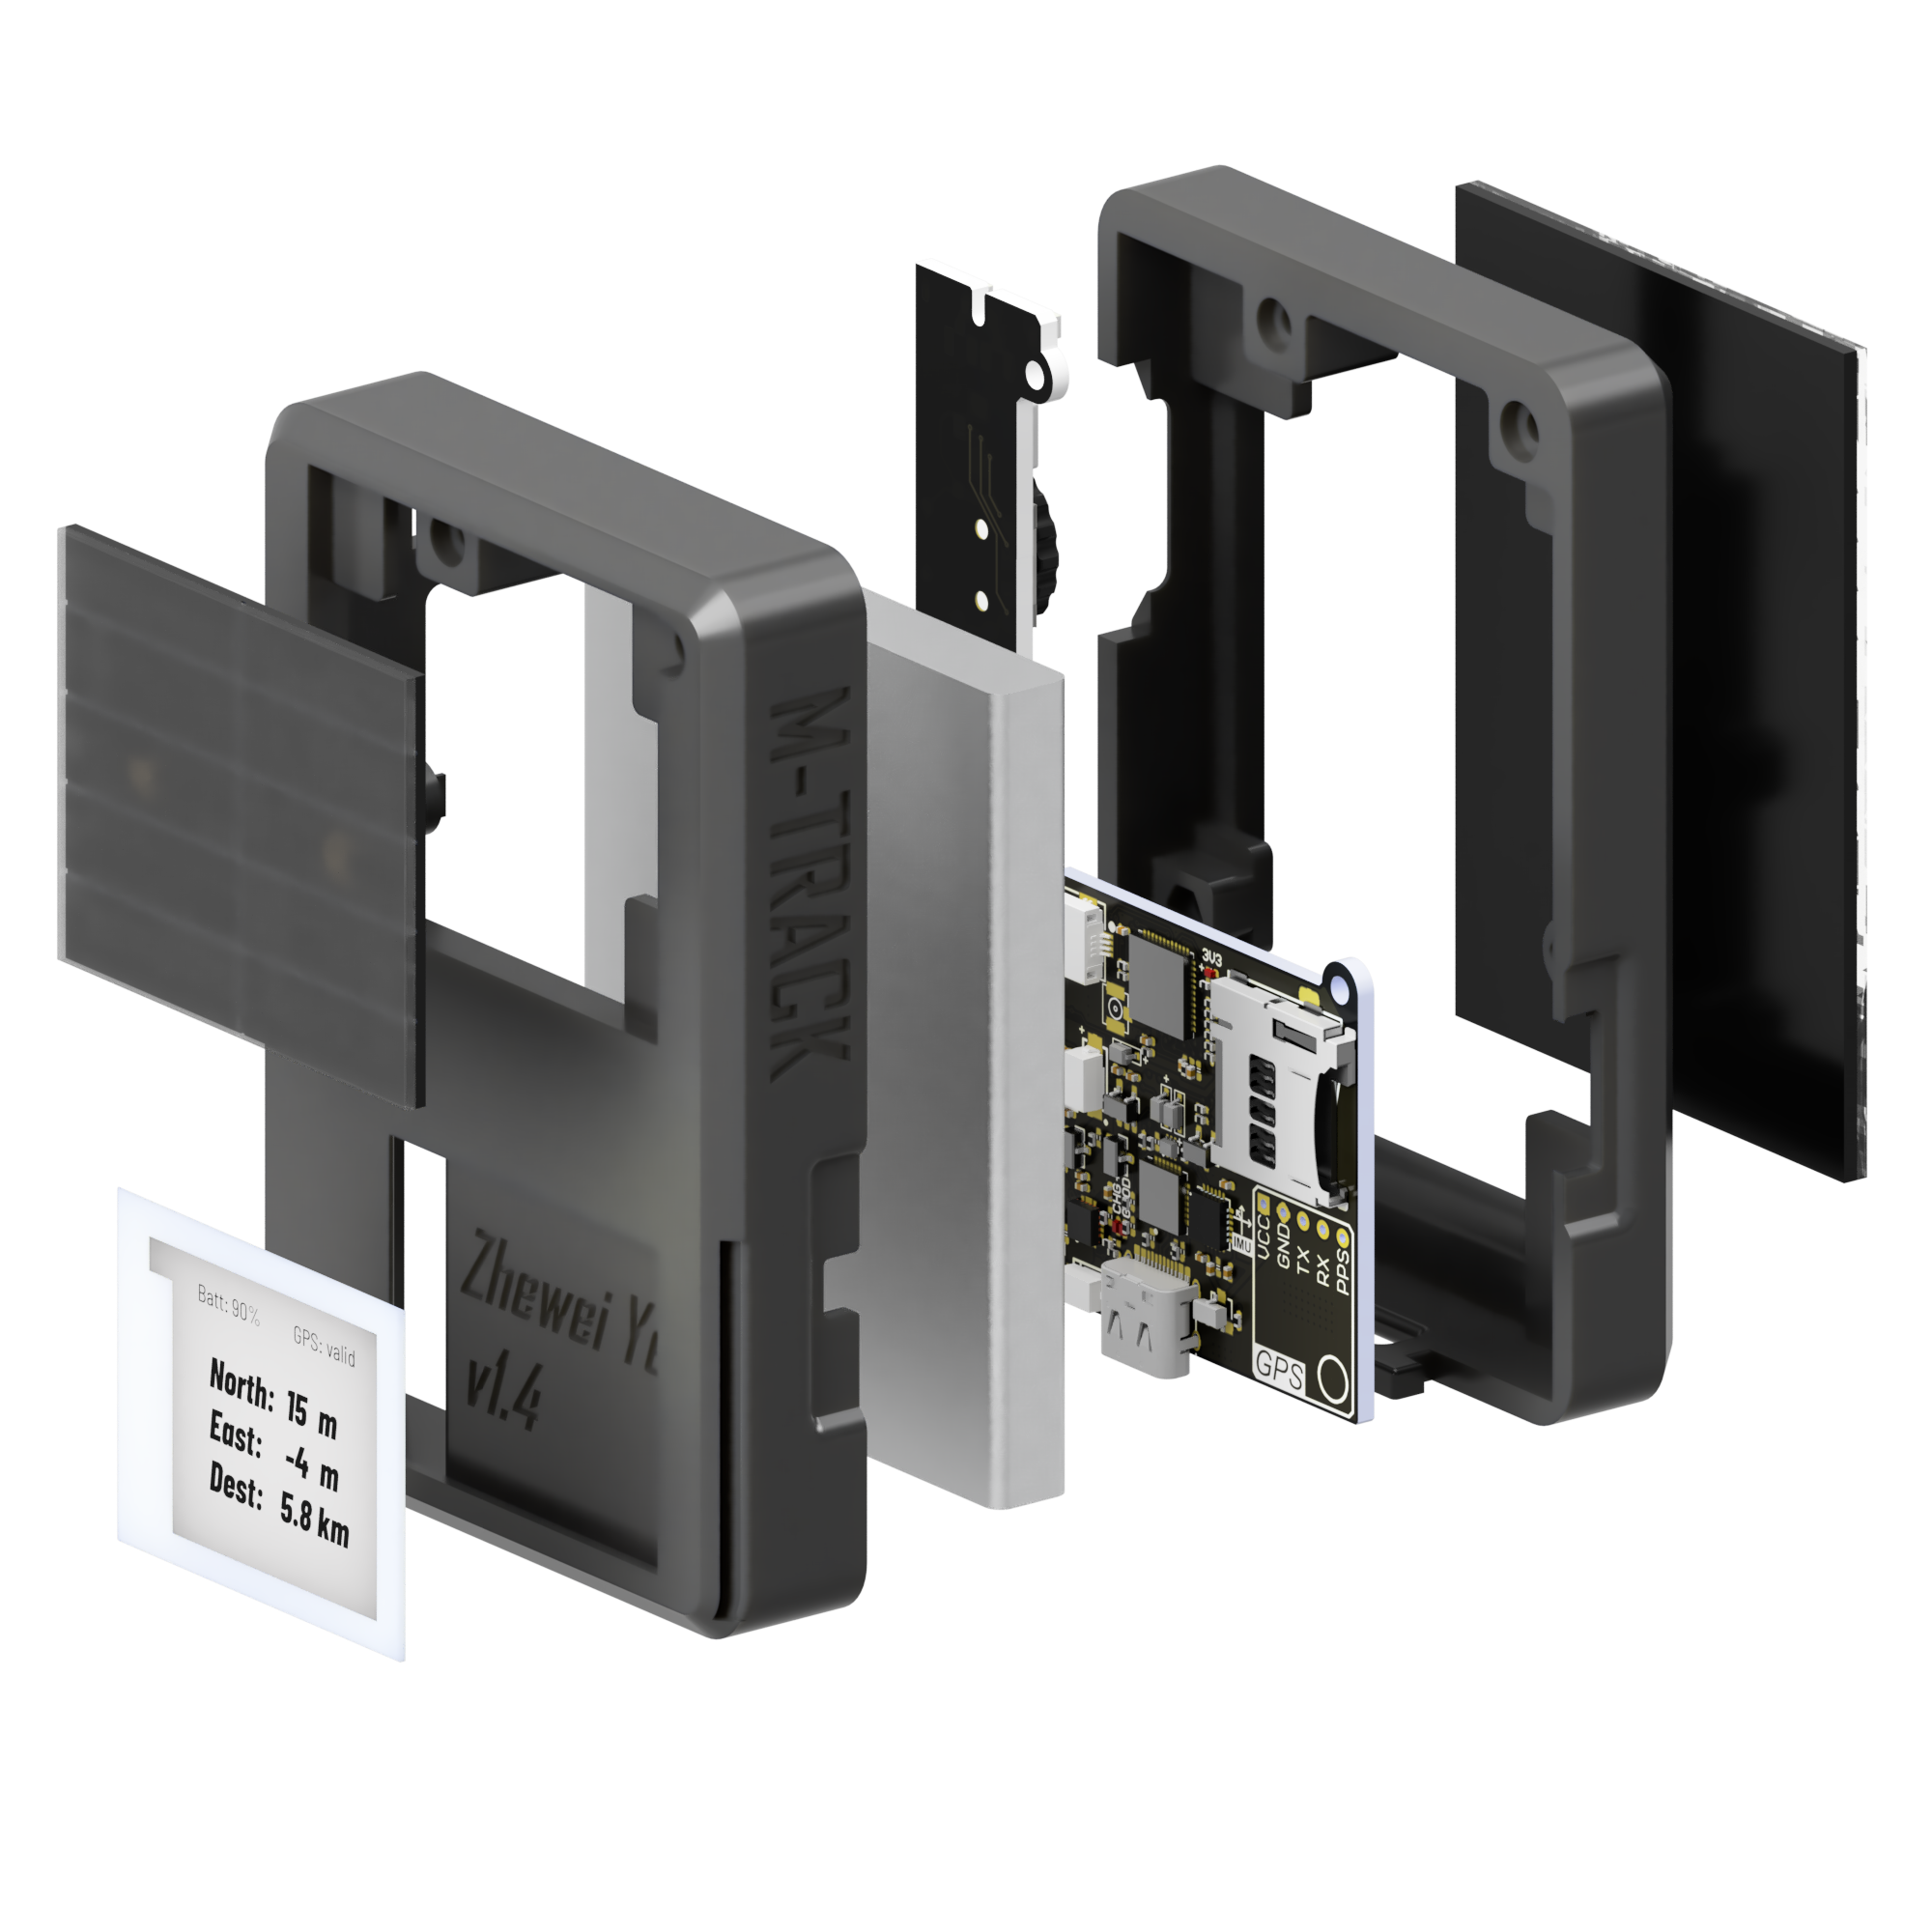 Batt: 90%
GPS: valid
North: 15 m
East: -4 m
Dest: 5.8 km
Zhewei
v1.4
M-TRACK
3V3
CHG
IMU
VCC
GND
TX
RX
PPS
GPS